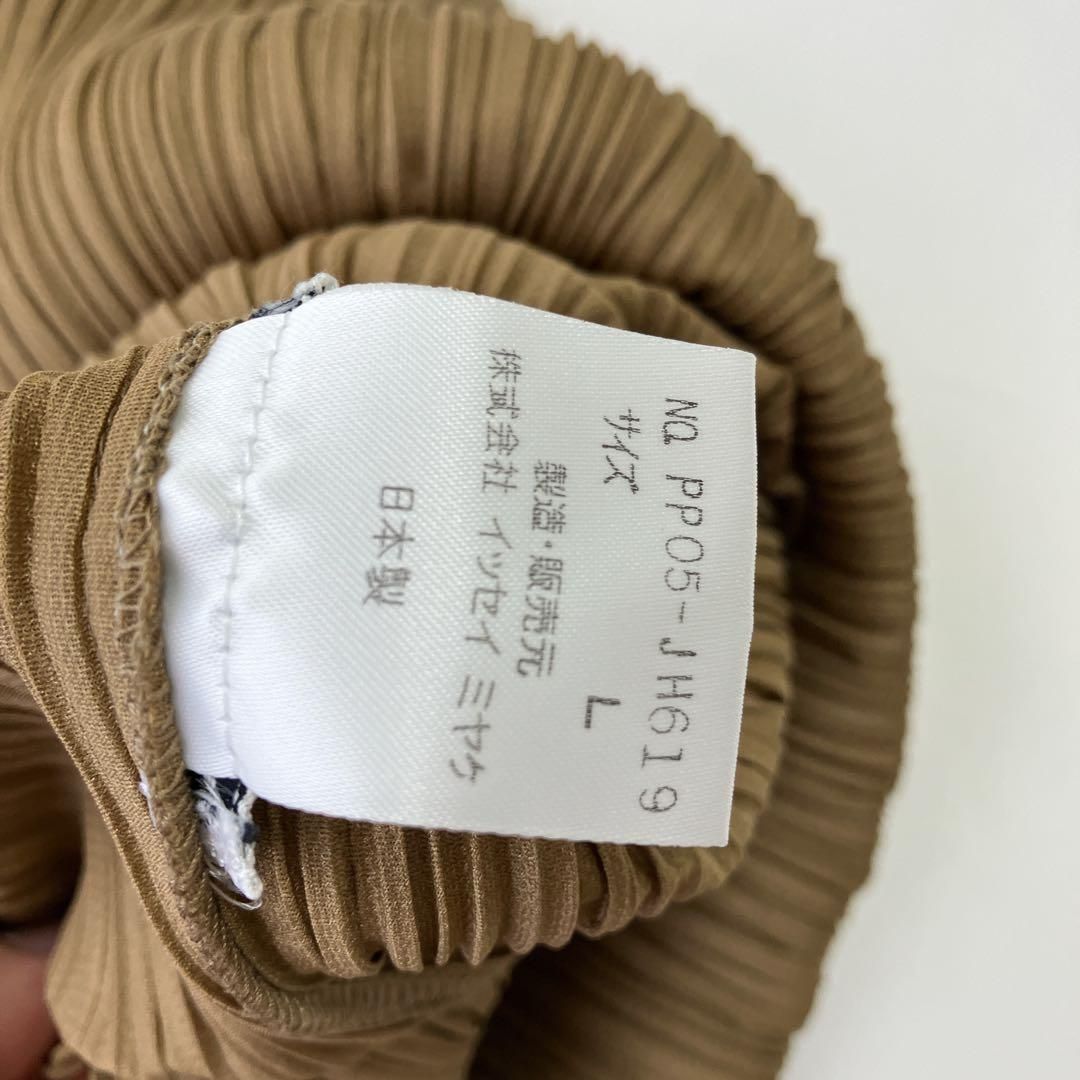 NO. PP05-JH619
サイズ L
製造・販売元
株式会社 イッセイ ミヤケ
日本製